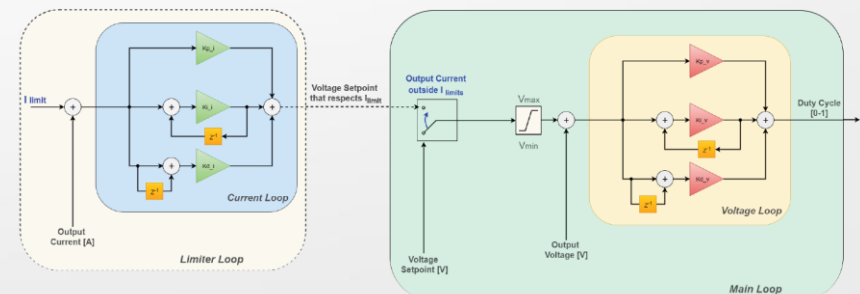 I limit
+
Kp_i
+
Ki_i
+
Z⁻¹
+
Kd_i
Z⁻¹
Current Loop
Output
Current [A]
Limiter Loop
Voltage Setpoint
that respects I limit
Output Current
outside I limits
Voltage
Setpoint [V]
Vmax
Vmin
+
Output
Voltage [V]
Kp_v
+
Ki_v
+
Z⁻¹
+
Kd_v
Z⁻¹
Voltage Loop
Duty Cycle
[0-1]
Main Loop